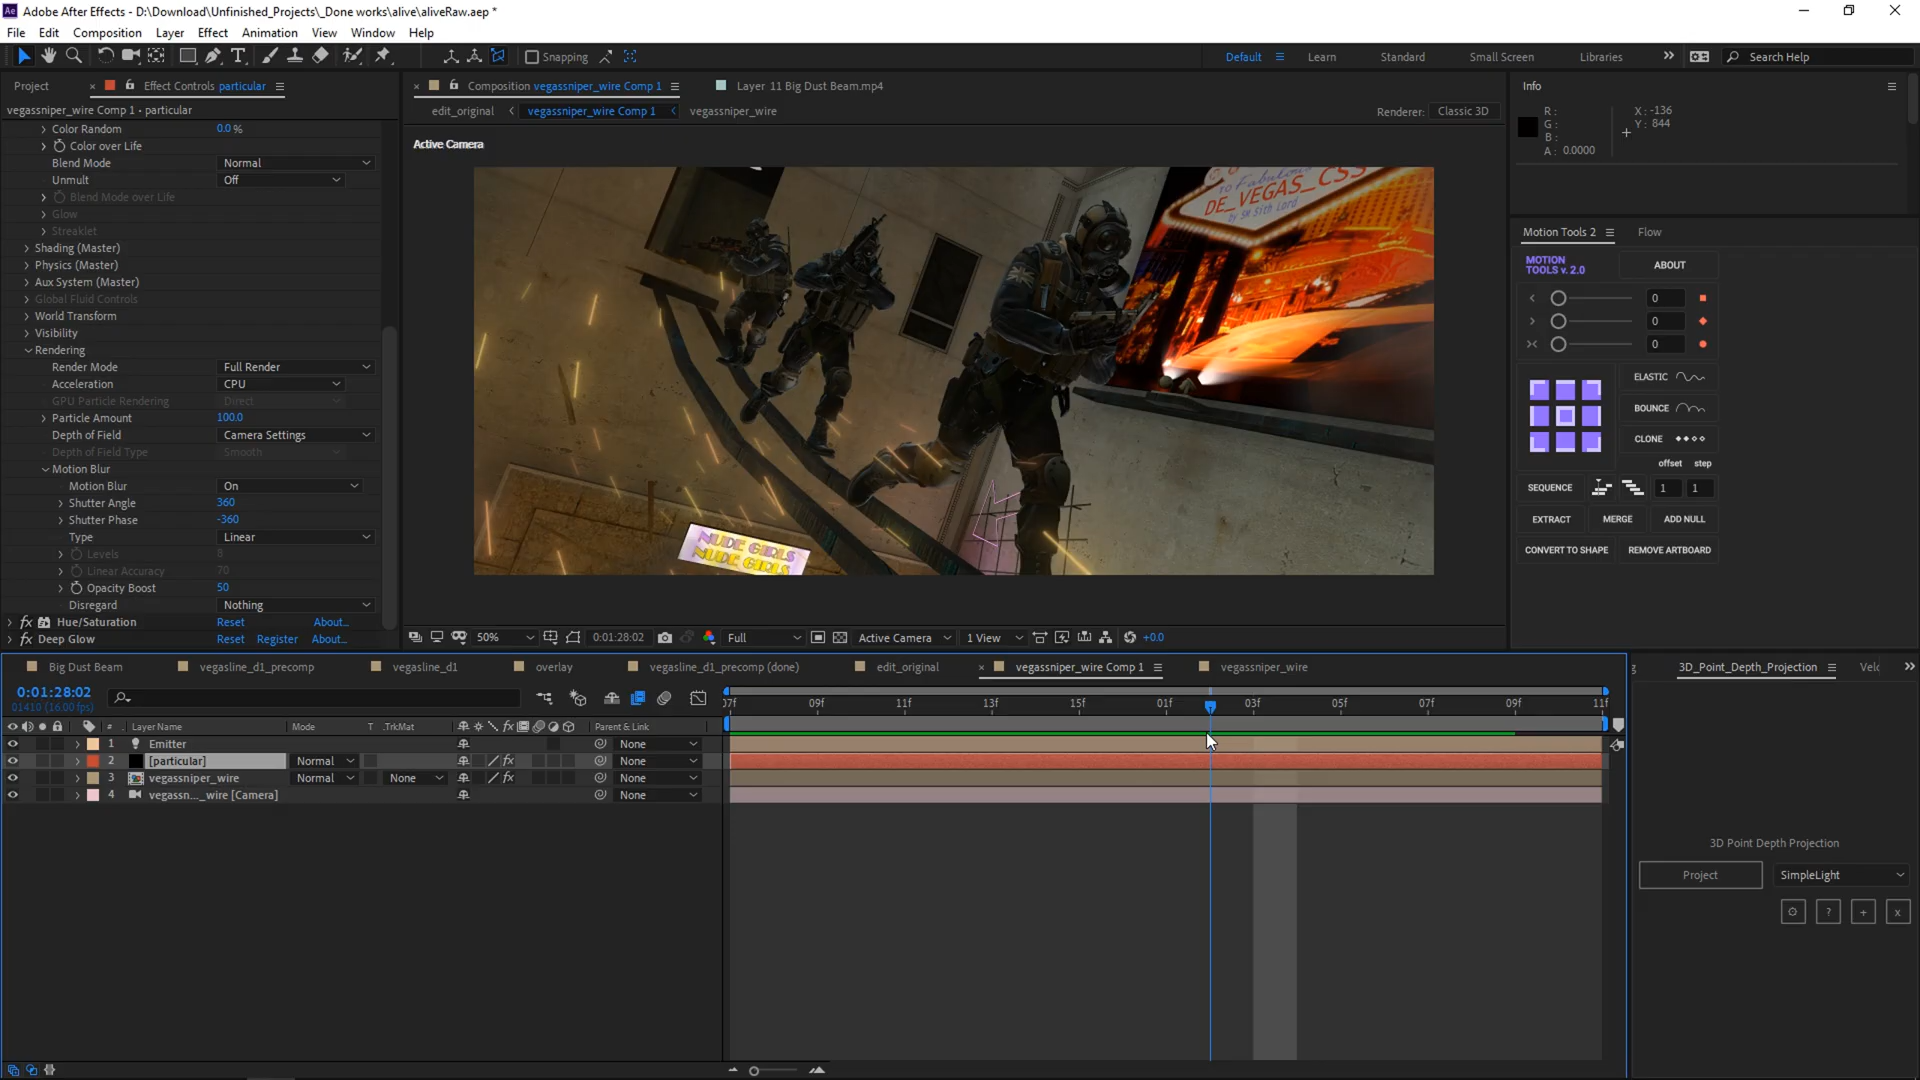 Adobe After Effects - D:\Download\Unfinished_Projects\_Done works\alive\aliveRaw.aep *
File Edit Composition Layer Effect Animation View Window Help
Snapping
Default Learn Standard Small Screen Libraries Search Help
Project Effect Controls particular
Composition vegassniper_wire Comp 1
Layer 11 Big Dust Beam.mp4
Info
vegassniper_wire Comp 1 • particular
edit_original vegassniper_wire Comp 1 vegassniper_wire
Renderer: Classic 3D
Active Camera
R:
G:
B:
A: 0.0000
X: -136
Y: 844
Color Random 0.0 %
Color over Life
Blend Mode Normal
Unmult Off
Blend Mode over Life
Glow
Streaklet
Shading (Master)
Physics (Master)
Aux System (Master)
Global Fluid Controls
World Transform
Visibility
Rendering
Render Mode Full Render
Acceleration CPU
GPU Particle Rendering Direct
Particle Amount 100.0
Depth of Field Camera Settings
Depth of Field Type Smooth
Motion Blur
Motion Blur On
Shutter Angle 360
Shutter Phase -360
Type Linear
Levels 8
Linear Accuracy 70
Opacity Boost 50
Disregard Nothing
Hue/Saturation Reset About...
Deep Glow Reset Register About...
TO Fabulous
DE_VEGAS_CSS
by SM Sith Lord
NUDE GIRLS
NUDE GIRLS
Motion Tools 2 Flow
MOTION
TOOLS v. 2.0
ABOUT
0
0
0
ELASTIC
BOUNCE
CLONE
offset step
SEQUENCE 1 1
EXTRACT MERGE ADD NULL
CONVERT TO SHAPE REMOVE ARTBOARD
50% 0:01:28:02 Full Active Camera 1 View +0.0
Big Dust Beam vegasline_d1_precomp vegasline_d1 overlay vegasline_d1_precomp (done) edit_original vegassniper_wire Comp 1 vegassniper_wire
0:01:28:02
01410 (16.00 fps)
07f 09f 11f 13f 15f 01f 03f 05f 07f 09f 11f
# Layer Name Mode T .TrkMat Parent & Link
1 Emitter None
2 [particular] Normal None
3 vegassniper_wire Normal None None
4 vegassn..._wire [Camera] None
3D_Point_Depth_Projection Velc
3D Point Depth Projection
Project SimpleLight
? + x